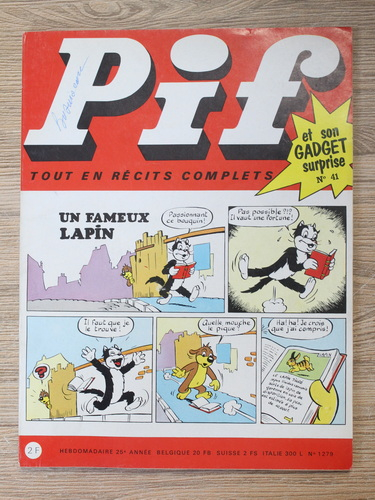 Pif
et son
GADGET
surprise
N° 41
TOUT EN RÉCITS COMPLETS
UN FAMEUX
LAPIN
Passionnant
ce bouquin!
Pas possible?!?
Il vaut une fortune!
Il faut que je
le trouve!
Quelle mouche
le pique?
Ha! ha! Je crois
que j'ai compris!
2F
HEBDOMADAIRE 25e ANNÉE BELGIQUE 20 FB SUISSE 2 FS ITALIE 300 L N° 1279